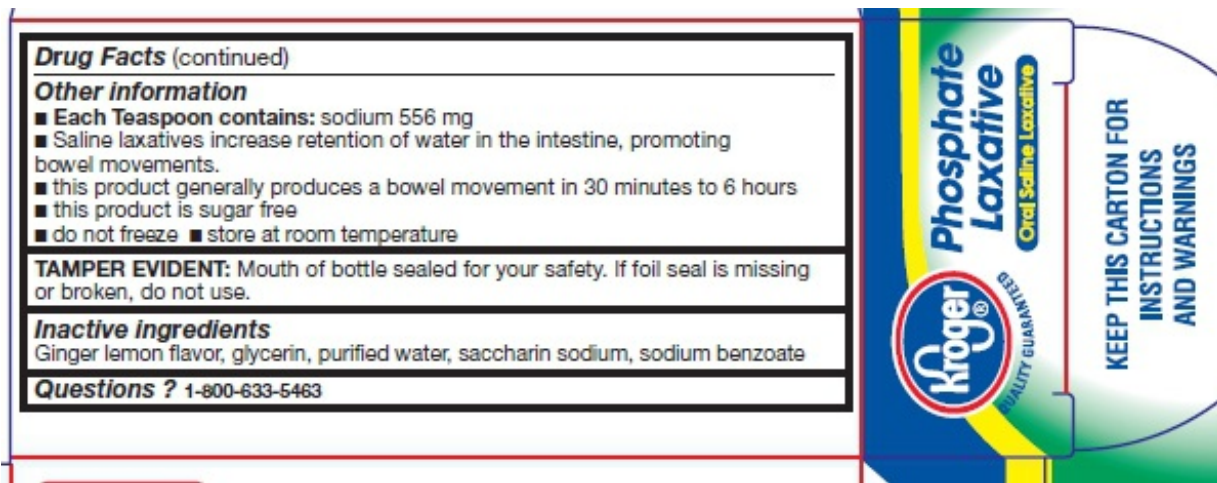 Drug Facts (continued)
Other information
■ Each Teaspoon contains: sodium 556 mg
■ Saline laxatives increase retention of water in the intestine, promoting
bowel movements.
■ this product generally produces a bowel movement in 30 minutes to 6 hours
■ this product is sugar free
■ do not freeze ■ store at room temperature
TAMPER EVIDENT: Mouth of bottle sealed for your safety. If foil seal is missing
or broken, do not use.
Inactive ingredients
Ginger lemon flavor, glycerin, purified water, saccharin sodium, sodium benzoate
Questions ? 1-800-633-5463
Kroger®
QUALITY GUARANTEED
Phosphate
Laxative
Oral Saline Laxative
KEEP THIS CARTON FOR
INSTRUCTIONS
AND WARNINGS